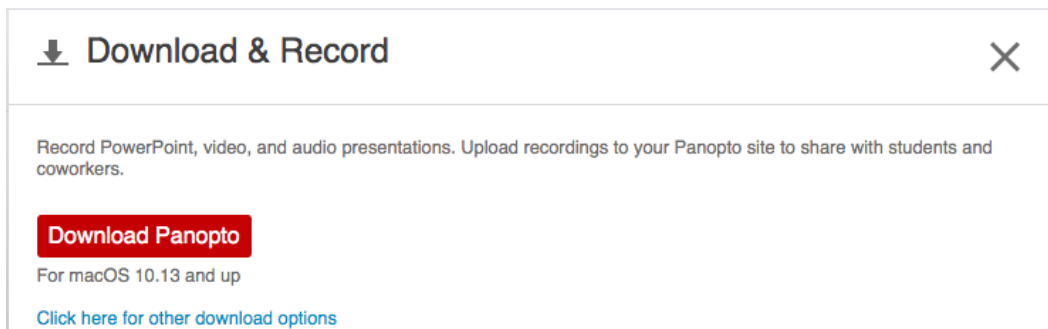 Download & Record
Record PowerPoint, video, and audio presentations. Upload recordings to your Panopto site to share with students and
coworkers.
Download Panopto
For macOS 10.13 and up
Click here for other download options